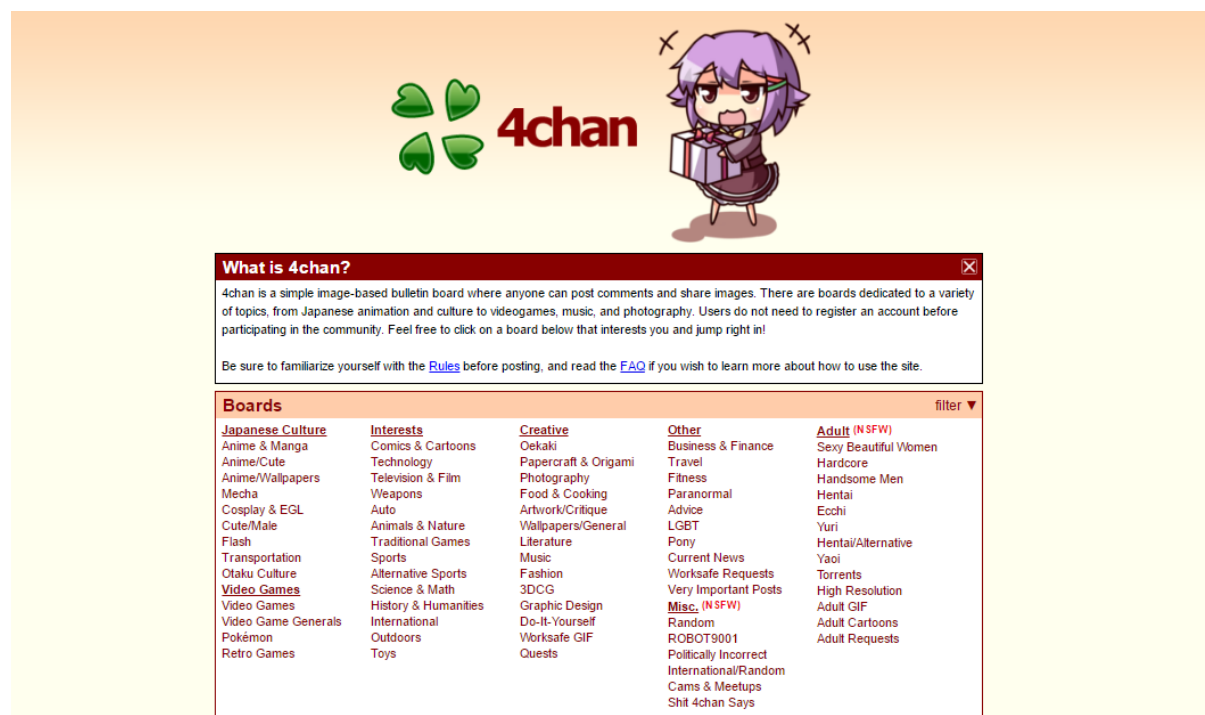 4chan
What is 4chan?
4chan is a simple image-based bulletin board where anyone can post comments and share images. There are boards dedicated to a variety
of topics, from Japanese animation and culture to videogames, music, and photography. Users do not need to register an account before
participating in the community. Feel free to click on a board below that interests you and jump right in!
Be sure to familiarize yourself with the Rules before posting, and read the FAQ if you wish to learn more about how to use the site.
Boards
filter ▼
Japanese Culture
Anime & Manga
Anime/Cute
Anime/Wallpapers
Mecha
Cosplay & EGL
Cute/Male
Flash
Transportation
Otaku Culture
Video Games
Video Games
Video Game Generals
Pokémon
Retro Games
Interests
Comics & Cartoons
Technology
Television & Film
Weapons
Auto
Animals & Nature
Traditional Games
Sports
Alternative Sports
Science & Math
History & Humanities
International
Outdoors
Toys
Creative
Oekaki
Papercraft & Origami
Photography
Food & Cooking
Artwork/Critique
Wallpapers/General
Literature
Music
Fashion
3DCG
Graphic Design
Do-It-Yourself
Worksafe GIF
Quests
Other
Business & Finance
Travel
Fitness
Paranormal
Advice
LGBT
Pony
Current News
Worksafe Requests
Very Important Posts
Misc. (NSFW)
Random
ROBOT9001
Politically Incorrect
International/Random
Cams & Meetups
Shit 4chan Says
Adult (NSFW)
Sexy Beautiful Women
Hardcore
Handsome Men
Hentai
Ecchi
Yuri
Hentai/Alternative
Yaoi
Torrents
High Resolution
Adult GIF
Adult Cartoons
Adult Requests